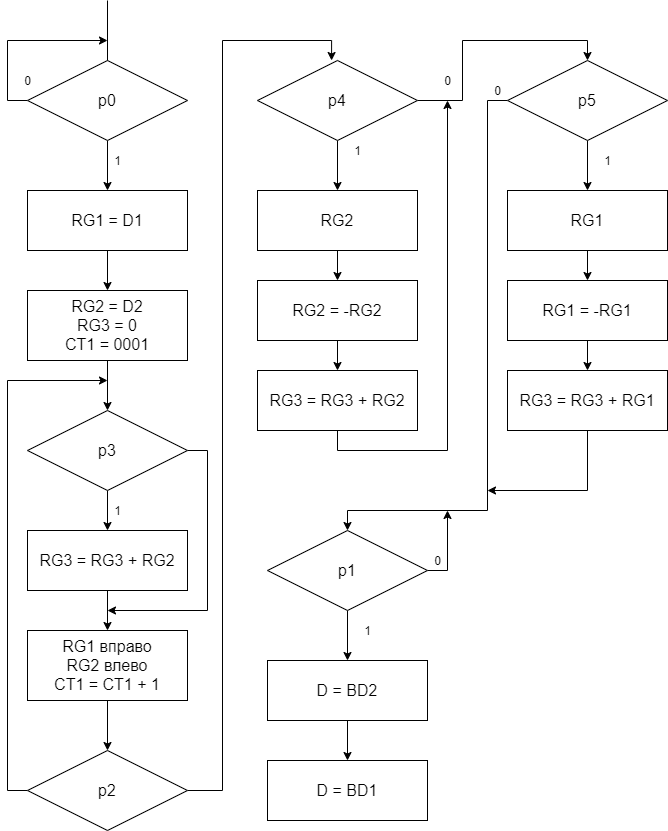 p0
0
1
RG1 = D1
RG2 = D2
RG3 = 0
CT1 = 0001
p3
1
RG3 = RG3 + RG2
RG1 вправо
RG2 влево
CT1 = CT1 + 1
p2
p4
0
1
RG2
RG2 = -RG2
RG3 = RG3 + RG2
p5
0
1
RG1
RG1 = -RG1
RG3 = RG3 + RG1
p1
0
1
D = BD2
D = BD1